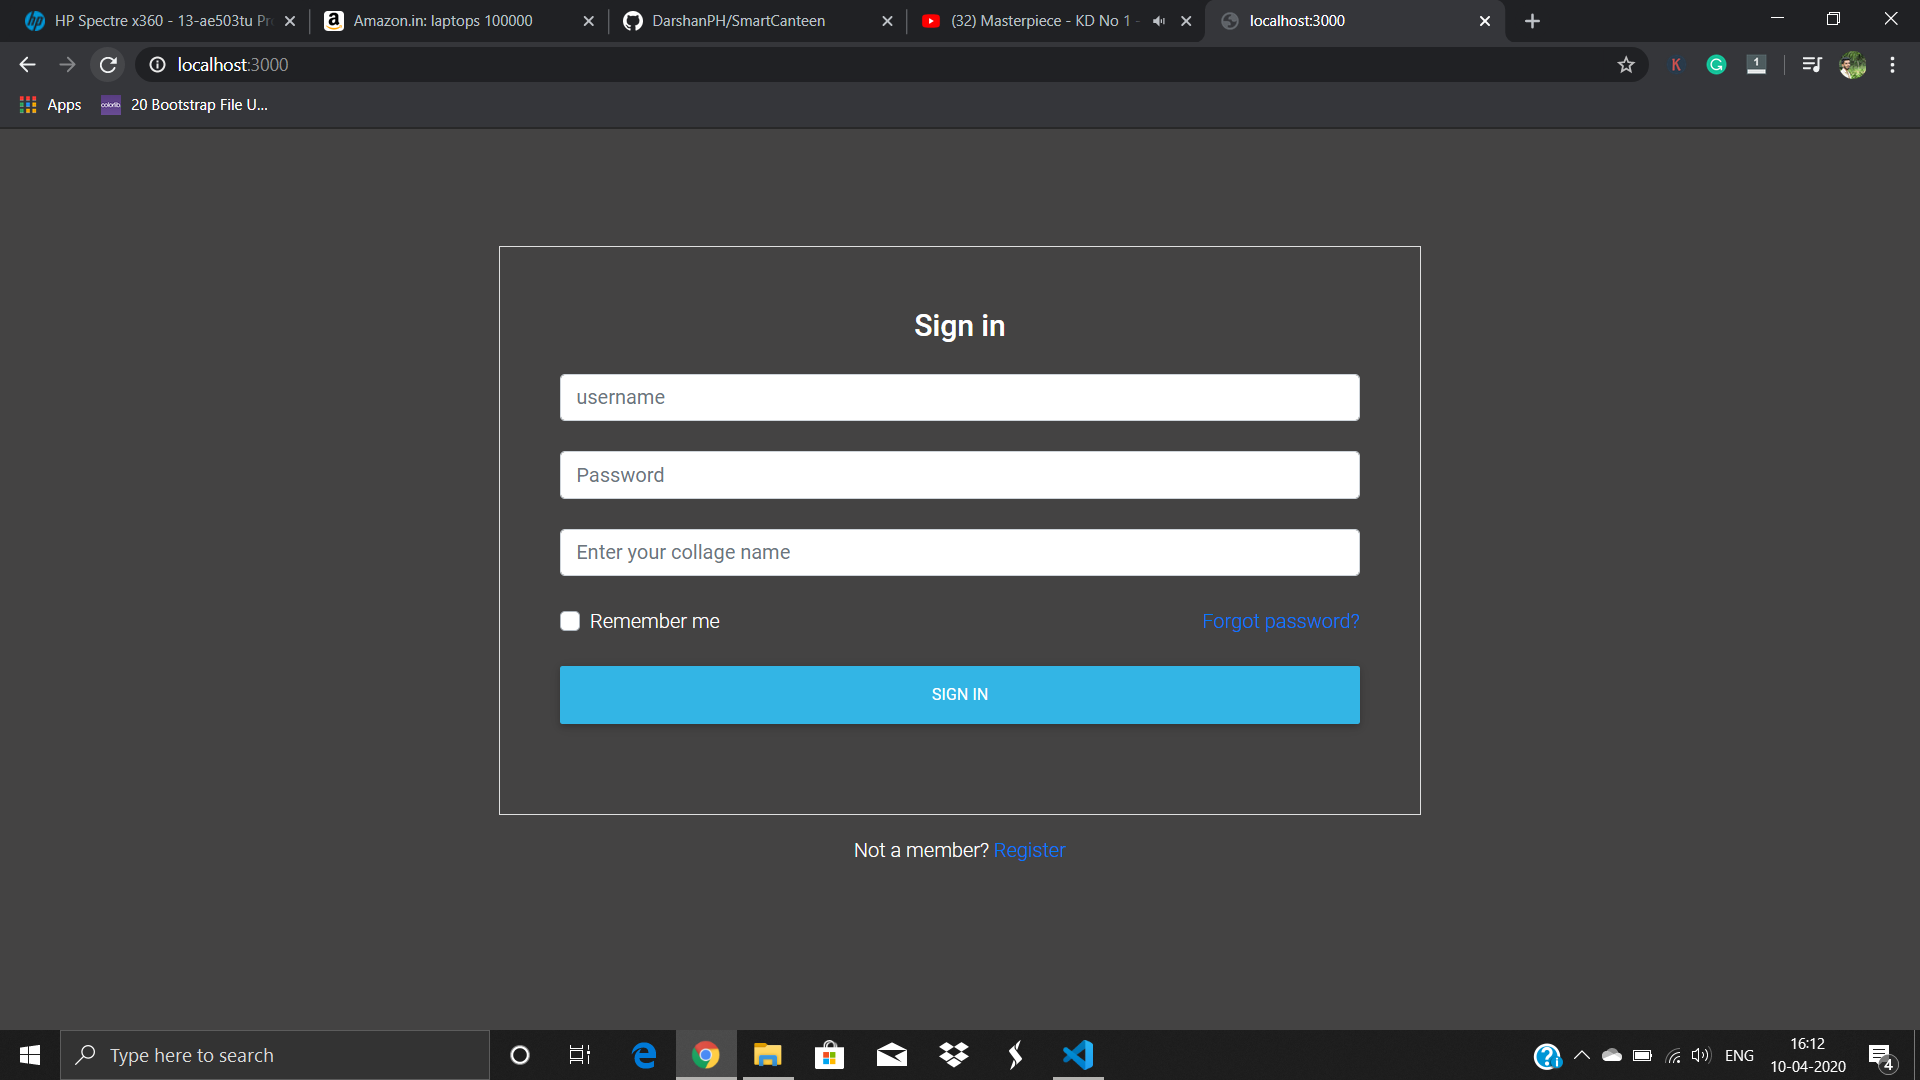 HP Spectre x360 - 13-ae503tu Pr
Amazon.in: laptops 100000
DarshanPH/SmartCanteen
(32) Masterpiece - KD No 1 -
localhost:3000
localhost:3000
K
1
Apps
colorlib
20 Bootstrap File U...
Sign in
username
Password
Enter your collage name
Remember me
Forgot password?
SIGN IN
Not a member? Register
Type here to search
ENG
16:12
10-04-2020
4